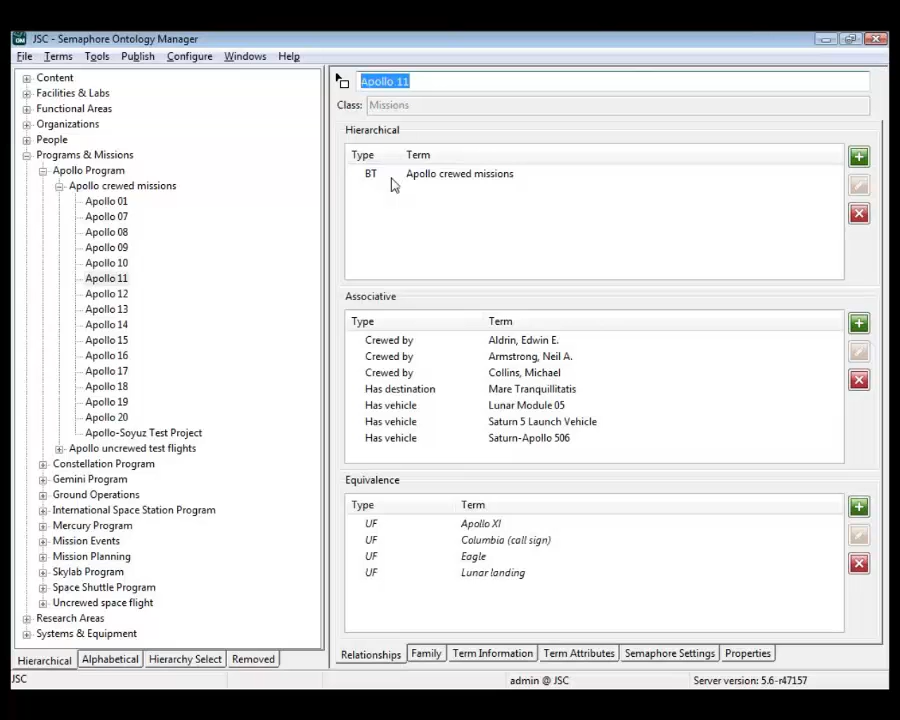 JSC - Semaphore Ontology Manager
File Terms Tools Publish Configure Windows Help
Content
Facilities & Labs
Functional Areas
Organizations
People
Programs & Missions
Apollo Program
Apollo crewed missions
Apollo 01
Apollo 07
Apollo 08
Apollo 09
Apollo 10
Apollo 11
Apollo 12
Apollo 13
Apollo 14
Apollo 15
Apollo 16
Apollo 17
Apollo 18
Apollo 19
Apollo 20
Apollo-Soyuz Test Project
Apollo uncrewed test flights
Constellation Program
Gemini Program
Ground Operations
International Space Station Program
Mercury Program
Mission Events
Mission Planning
Skylab Program
Space Shuttle Program
Uncrewed space flight
Research Areas
Systems & Equipment
Hierarchical Alphabetical Hierarchy Select Removed
Apollo 11
Class: Missions
Hierarchical
Type Term
BT Apollo crewed missions
Associative
Type Term
Crewed by Aldrin, Edwin E.
Crewed by Armstrong, Neil A.
Crewed by Collins, Michael
Has destination Mare Tranquillitatis
Has vehicle Lunar Module 05
Has vehicle Saturn 5 Launch Vehicle
Has vehicle Saturn-Apollo 506
Equivalence
Type Term
UF Apollo XI
UF Columbia (call sign)
UF Eagle
UF Lunar landing
Relationships Family Term Information Term Attributes Semaphore Settings Properties
JSC admin @ JSC Server version: 5.6-r47157